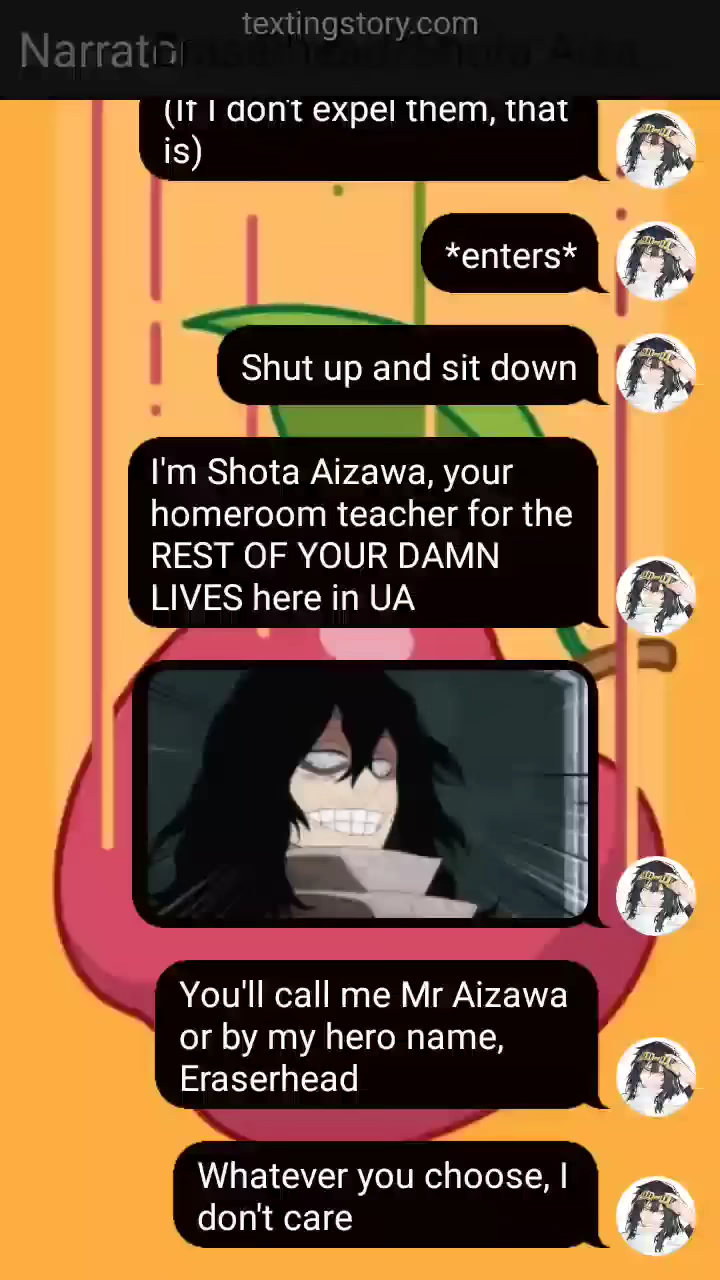 textingstory.com
Narrator
(If I don't expel them, that
is)
*enters*
Shut up and sit down
I'm Shota Aizawa, your
homeroom teacher for the
REST OF YOUR DAMN
LIVES here in UA
You'll call me Mr Aizawa
or by my hero name,
Eraserhead
Whatever you choose, I
don't care